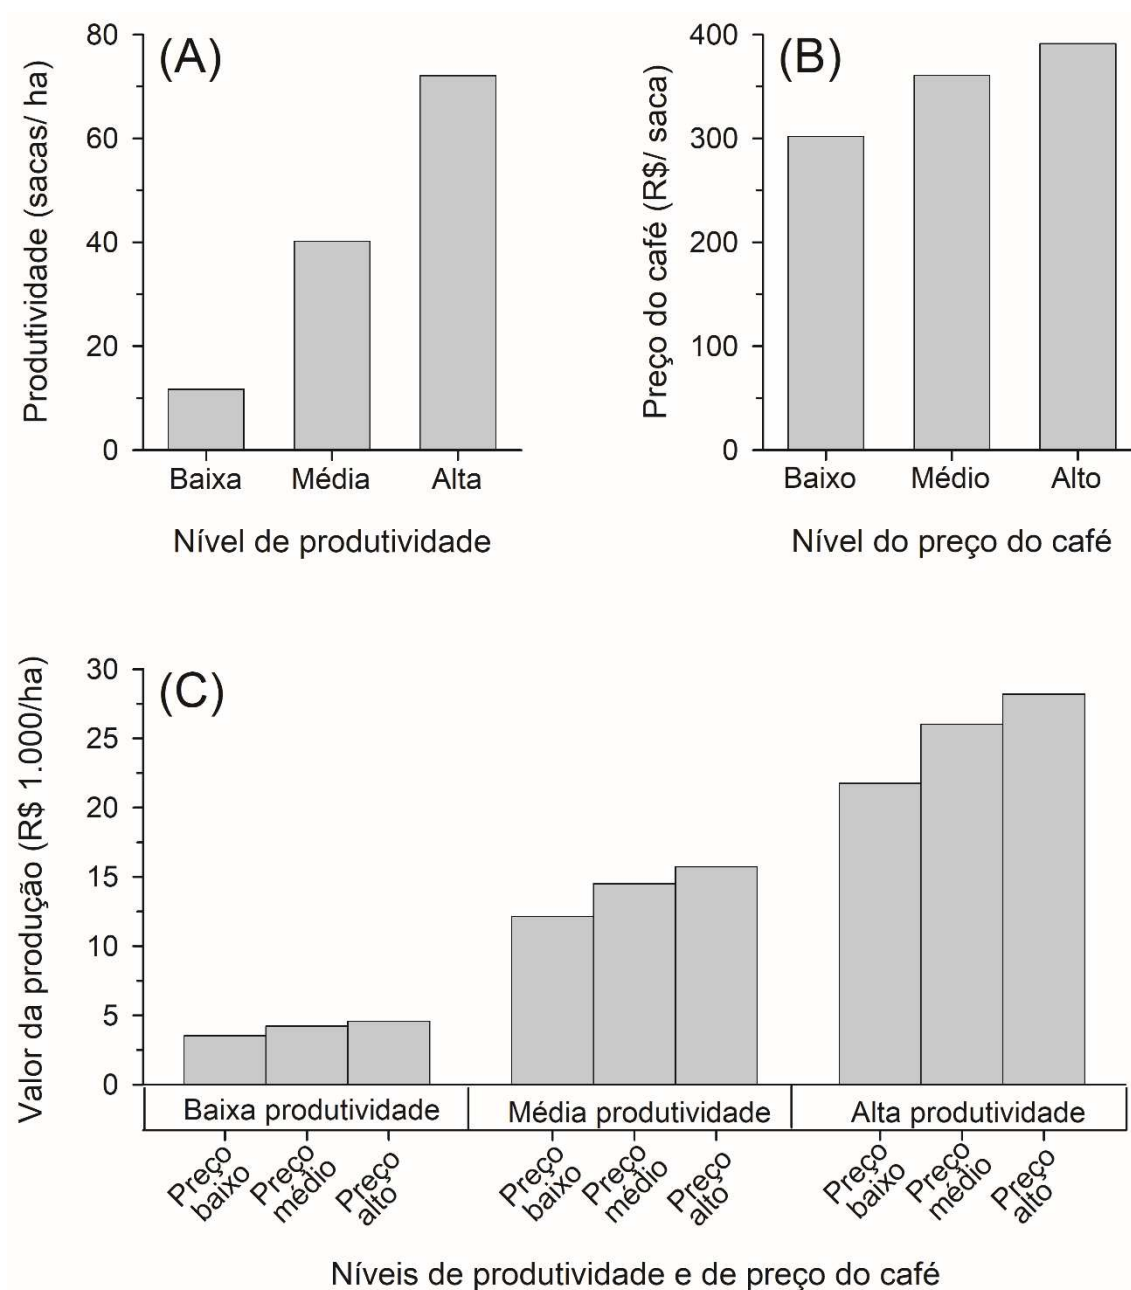 (A)
Produtividade (sacas/ ha)
80
60
40
20
0
Baixa
Média
Alta
Nível de produtividade
(B)
Preço do café (R$/ saca)
400
300
200
100
0
Baixo
Médio
Alto
Nível do preço do café
(C)
Valor da produção (R$ 1.000/ha)
30
25
20
15
10
5
0
Baixa produtividade
Média produtividade
Alta produtividade
Preço
baixo
Preço
médio
Preço
alto
Preço
baixo
Preço
médio
Preço
alto
Preço
baixo
Preço
médio
Preço
alto
Níveis de produtividade e de preço do café